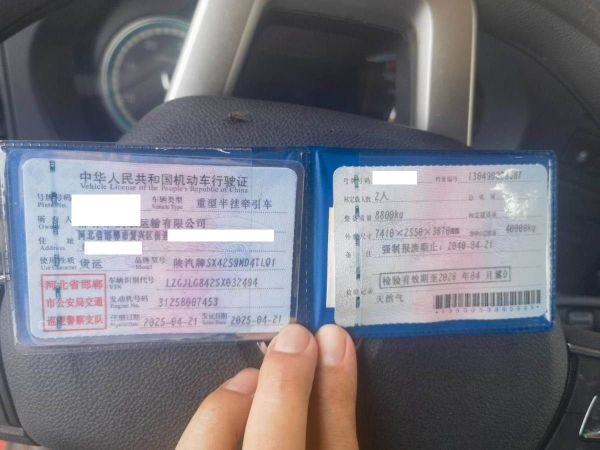 中华人民共和国机动车行驶证
Vehicle License of the People's Republic of China
号牌号码
Plate No.
车辆类型
Vehicle Type
重型半挂牵引车
所有人
运输有限公司
住 址
河北省邯郸市复兴区
使用性质
Use Character
货运
品牌型号
Model
陕汽牌SX4259MD4TLQ1
河北省邯郸
市公安局交通
巡逻警察支队
车辆识别代号
VIN
LZGJLG842SX032494
发动机号码
Engine No.
31258007453
注册日期
Register Date
2025-04-21
发证日期
Issue Date
2025-04-21
号牌号码
档案编号
核定载人数
2人
总质量
整备质量
8800kg
核定载质量
外廓尺寸
7410×2550×3870mm
40000kg
备 注
强制报废期止:2040-04-21
检验有效期至2026年04月冀D
检验记录
天然气